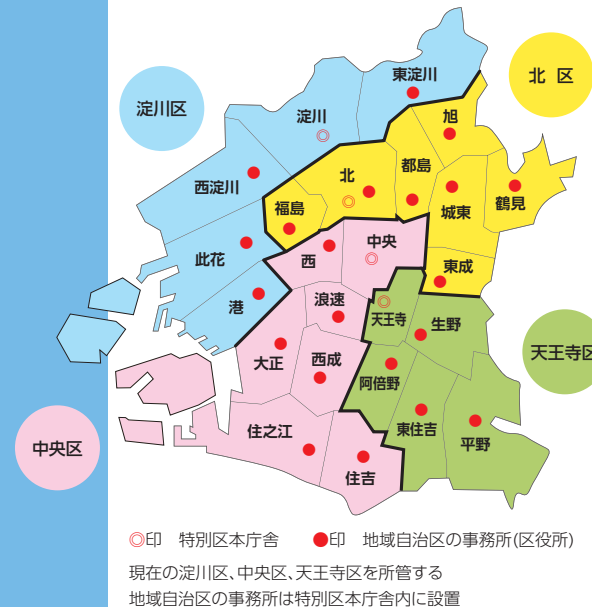 淀川区
北 区
東淀川
淀川
旭
都島
北
西淀川
城東
鶴見
福島
中央
西
東成
此花
港
浪速
天王寺
生野
大正
西成
阿倍野
天王寺区
中央区
住之江
東住吉
平野
住吉
◎印 特別区本庁舎 ●印 地域自治区の事務所(区役所)
現在の淀川区、中央区、天王寺区を所管する
地域自治区の事務所は特別区本庁舎内に設置